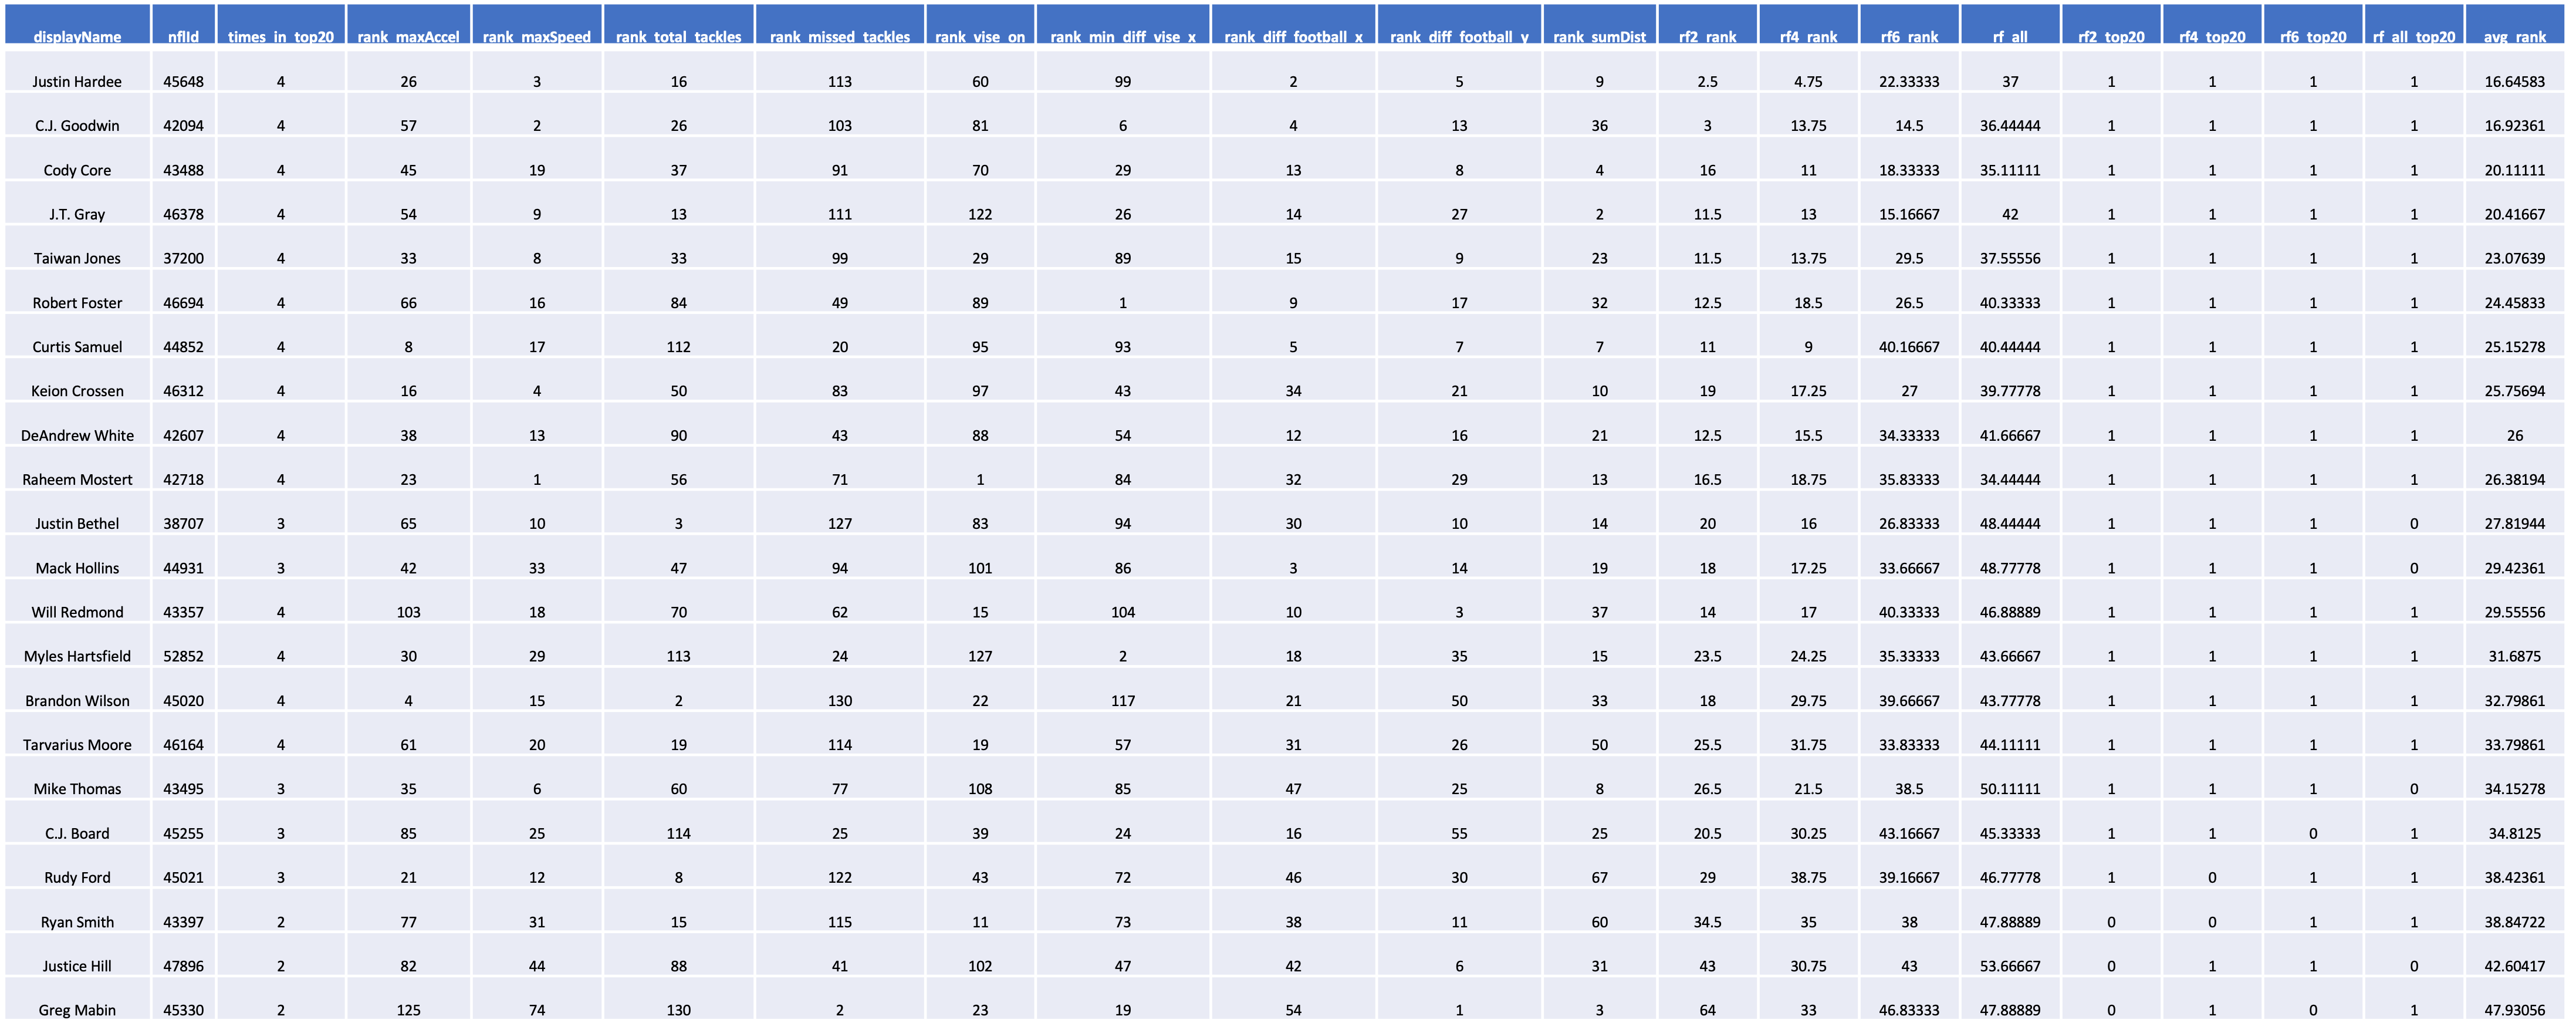 displayName nflId times_in_top20 rank_maxAccel rank_maxSpeed rank_total_tackles rank_missed_tackles rank_vise_on rank_min_diff_vise_x rank_diff_football_x rank_diff_football_y rank_sumDist rf2_rank rf4_rank rf6_rank rf_all rf2_top20 rf4_top20 rf6_top20 rf_all_top20 avg_rank
Justin Hardee 45648 4 26 3 16 113 60 99 2 5 9 2.5 4.75 22.33333 37 1 1 1 1 16.64583
C.J. Goodwin 42094 4 57 2 26 103 81 6 4 13 36 3 13.75 14.5 36.44444 1 1 1 1 16.92361
Cody Core 43488 4 45 19 37 91 70 29 13 8 4 16 11 18.33333 35.11111 1 1 1 1 20.11111
J.T. Gray 46378 4 54 9 13 111 122 26 14 27 2 11.5 13 15.16667 42 1 1 1 1 20.41667
Taiwan Jones 37200 4 33 8 33 99 29 89 15 9 23 11.5 13.75 29.5 37.55556 1 1 1 1 23.07639
Robert Foster 46694 4 66 16 84 49 89 1 9 17 32 12.5 18.5 26.5 40.33333 1 1 1 1 24.45833
Curtis Samuel 44852 4 8 17 112 20 95 93 5 7 7 11 9 40.16667 40.44444 1 1 1 1 25.15278
Keion Crossen 46312 4 16 4 50 83 97 43 34 21 10 19 17.25 27 39.77778 1 1 1 1 25.75694
DeAndrew White 42607 4 38 13 90 43 88 54 12 16 21 12.5 15.5 34.33333 41.66667 1 1 1 1 26
Raheem Mostert 42718 4 23 1 56 71 1 84 32 29 13 16.5 18.75 35.83333 34.44444 1 1 1 1 26.38194
Justin Bethel 38707 3 65 10 3 127 83 94 30 10 14 20 16 26.83333 48.44444 1 1 1 0 27.81944
Mack Hollins 44931 3 42 33 47 94 101 86 3 14 19 18 17.25 33.66667 48.77778 1 1 1 0 29.42361
Will Redmond 43357 4 103 18 70 62 15 104 10 3 37 14 17 40.33333 46.88889 1 1 1 1 29.55556
Myles Hartsfield 52852 4 30 29 113 24 127 2 18 35 15 23.5 24.25 35.33333 43.66667 1 1 1 1 31.6875
Brandon Wilson 45020 4 4 15 2 130 22 117 21 50 33 18 29.75 39.66667 43.77778 1 1 1 1 32.79861
Tarvarius Moore 46164 4 61 20 19 114 19 57 31 26 50 25.5 31.75 33.83333 44.11111 1 1 1 1 33.79861
Mike Thomas 43495 3 35 6 60 77 108 85 47 25 8 26.5 21.5 38.5 50.11111 1 1 1 0 34.15278
C.J. Board 45255 3 85 25 114 25 39 24 16 55 25 20.5 30.25 43.16667 45.33333 1 1 0 1 34.8125
Rudy Ford 45021 3 21 12 8 122 43 72 46 30 67 29 38.75 39.16667 46.77778 1 0 1 1 38.42361
Ryan Smith 43397 2 77 31 15 115 11 73 38 11 60 34.5 35 38 47.88889 0 0 1 1 38.84722
Justice Hill 47896 2 82 44 88 41 102 47 42 6 31 43 30.75 43 53.66667 0 1 1 0 42.60417
Greg Mabin 45330 2 125 74 130 2 23 19 54 1 3 64 33 46.83333 47.88889 0 1 0 1 47.93056